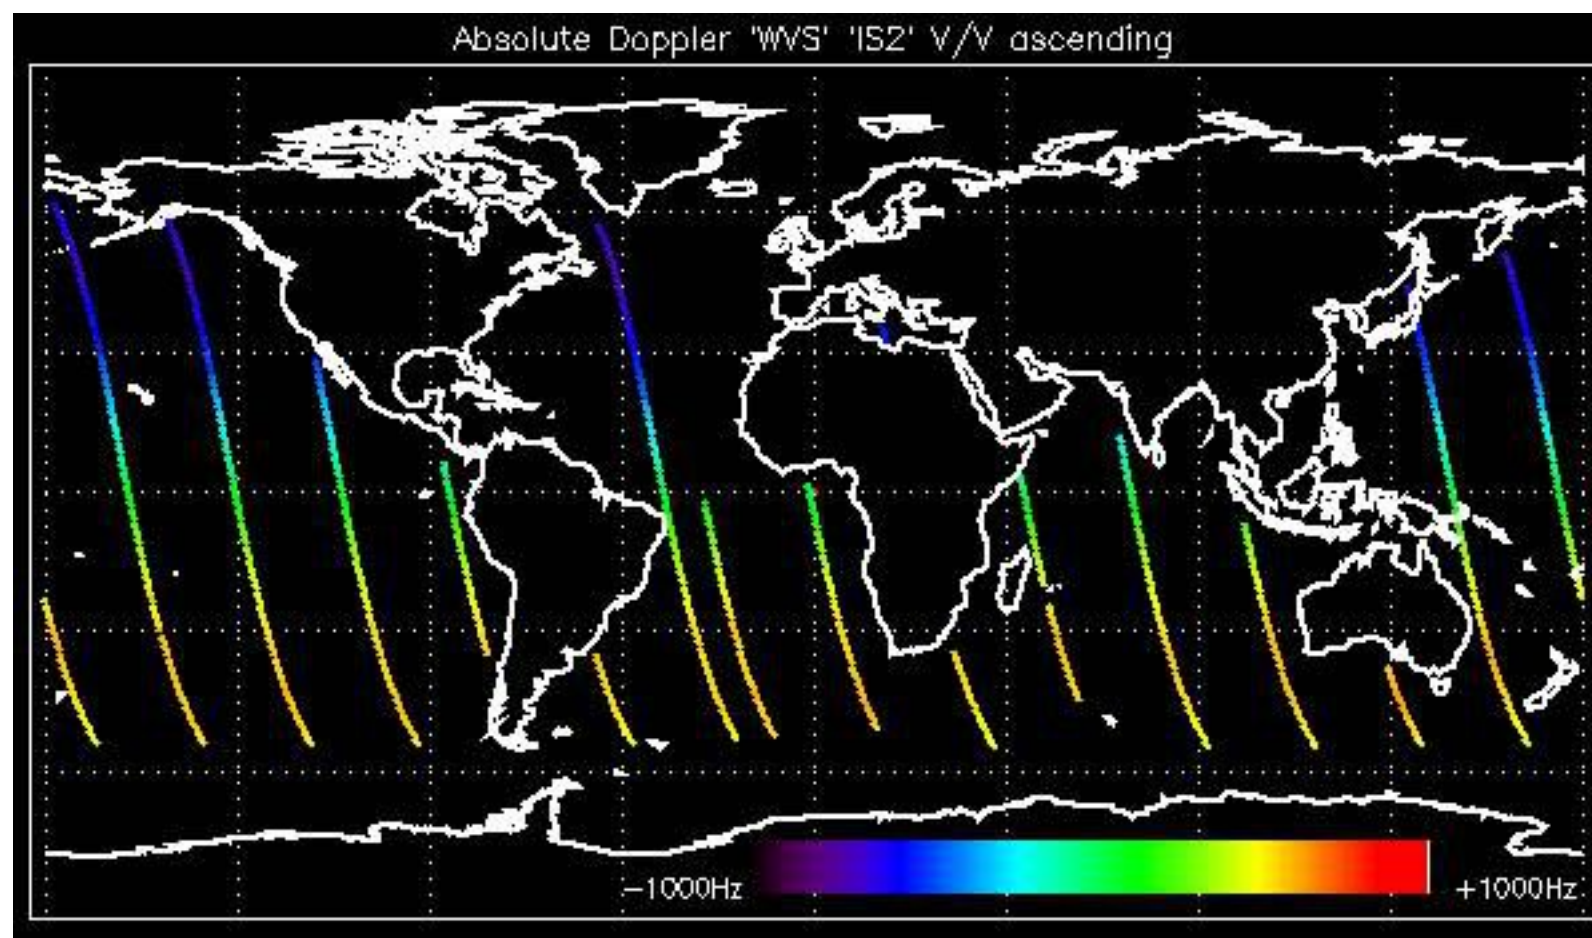 Absolute Doppler 'WVS' 'IS2' V/V ascending
-1000Hz +1000Hz